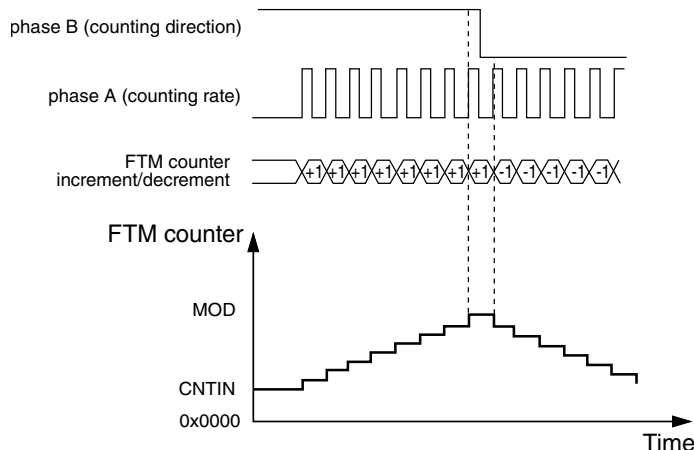 phase B (counting direction)
phase A (counting rate)
FTM counter
increment/decrement
+1 +1 +1 +1 +1 +1 +1 +1 -1 -1 -1 -1 -1
FTM counter
MOD
CNTIN
0x0000
Time